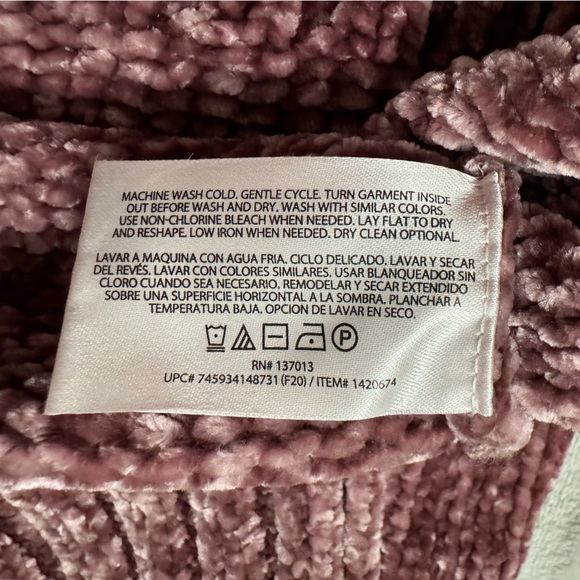 MACHINE WASH COLD. GENTLE CYCLE. TURN GARMENT INSIDE
OUT BEFORE WASH AND DRY. WASH WITH SIMILAR COLORS.
USE NON-CHLORINE BLEACH WHEN NEEDED. LAY FLAT TO DRY
AND RESHAPE. LOW IRON WHEN NEEDED. DRY CLEAN OPTIONAL.
LAVAR A MAQUINA CON AGUA FRIA. CICLO DELICADO. LAVAR Y SECAR
DEL REVÉS. LAVAR CON COLORES SIMILARES. USAR BLANQUEADOR SIN
CLORO CUANDO SEA NECESARIO. REMODELAR Y SECAR EXTENDIDO
SOBRE UNA SUPERFICIE HORIZONTAL A LA SOMBRA. PLANCHAR A
TEMPERATURA BAJA. OPCION DE LAVAR EN SECO.
P
RN# 137013
UPC# 745934148731 (F20) / ITEM# 1420674